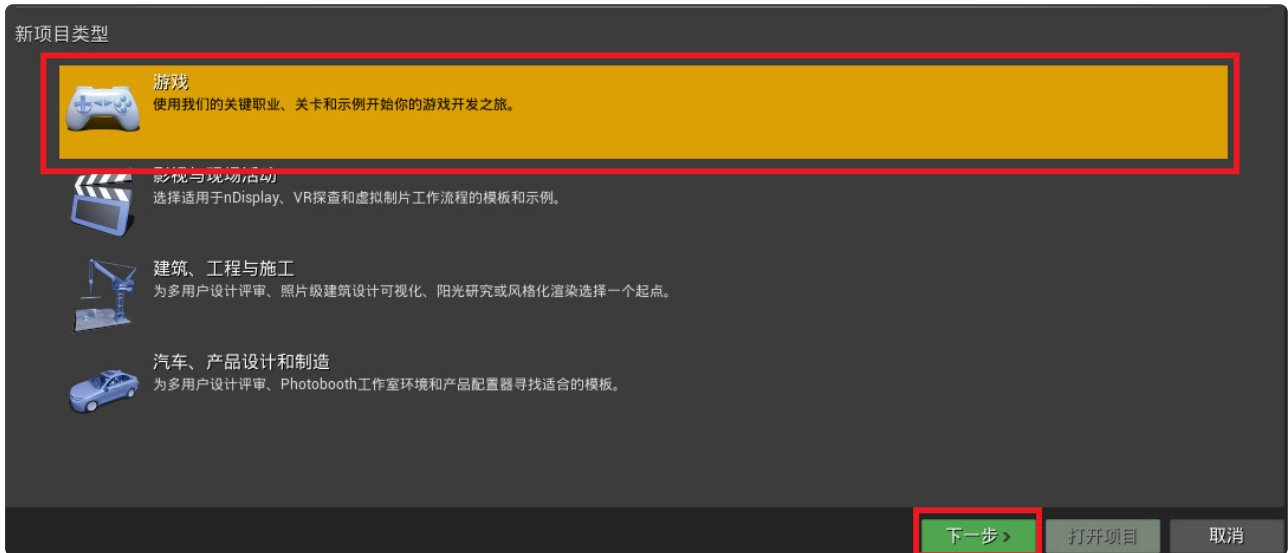 新项目类型
游戏
使用我们的关键职业、关卡和示例开始你的游戏开发之旅。
影视与现场活动
选择适用于nDisplay、VR探查和虚拟制片工作流程的模板和示例。
建筑、工程与施工
为多用户设计评审、照片级建筑设计可视化、阳光研究或风格化渲染选择一个起点。
汽车、产品设计和制造
为多用户设计评审、Photobooth工作室环境和产品配置器寻找适合的模板。
下一步 >
打开项目
取消